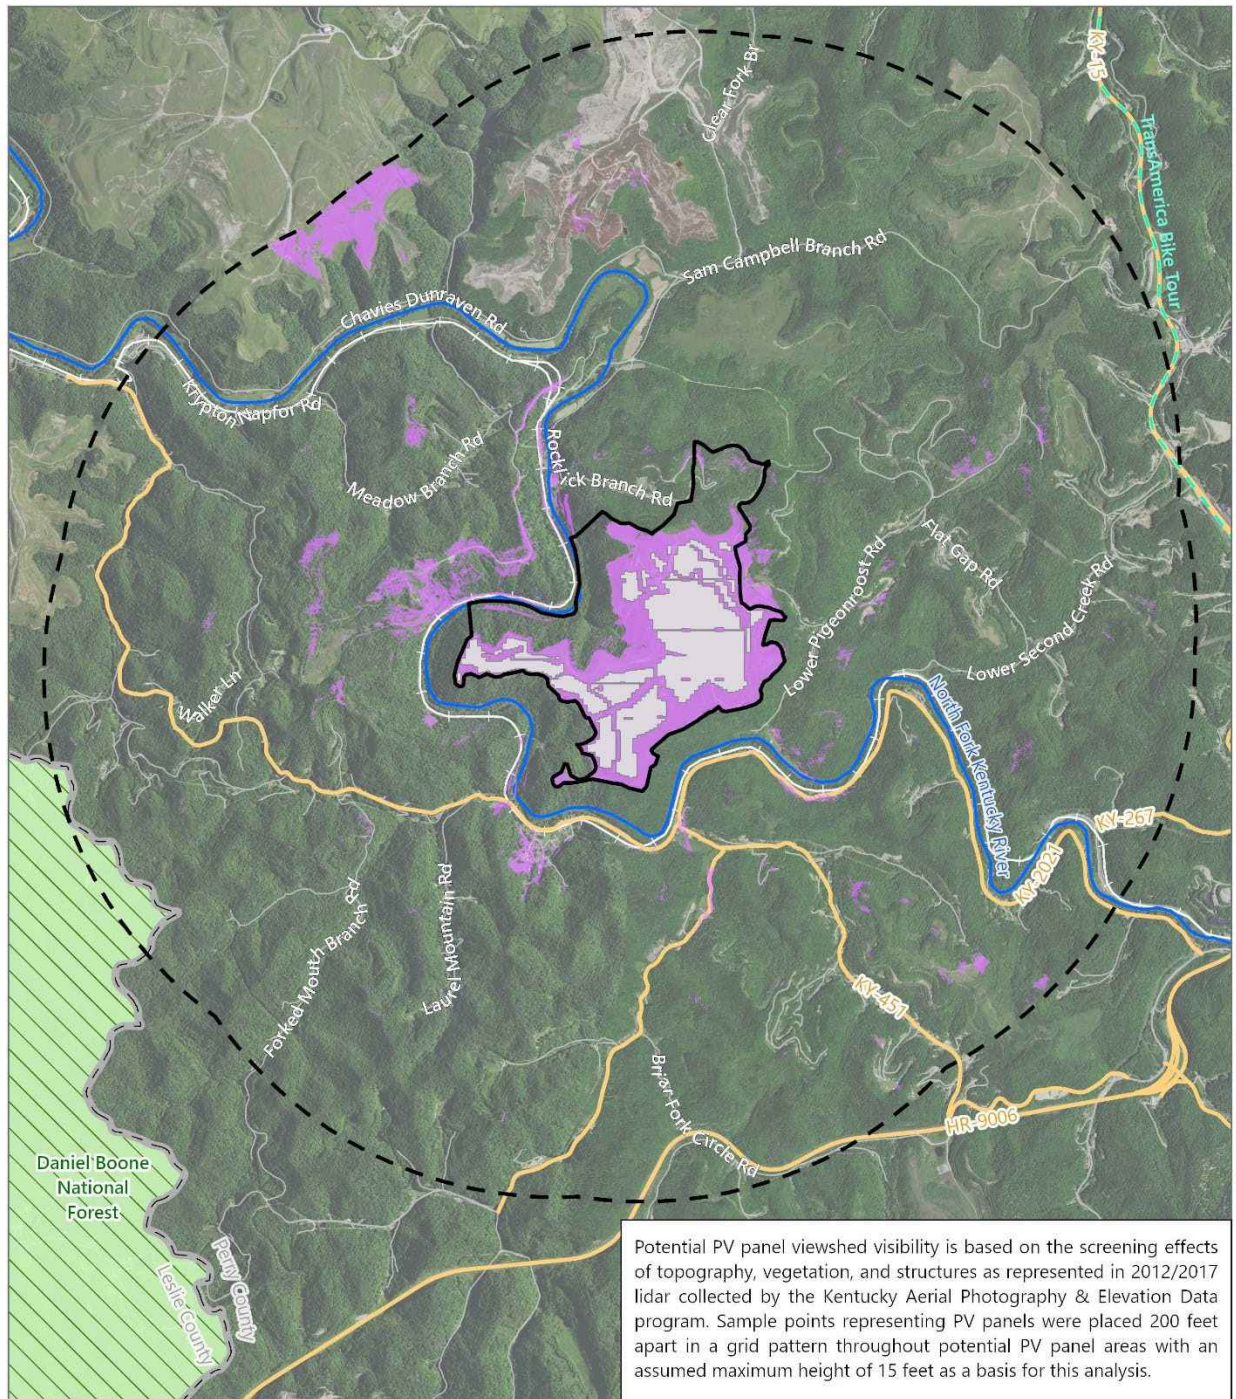 KY-15
Clear Fork Br
TransAmerica Bike Tour
Sam Campbell Branch Rd
Chavies Dunraven Rd
Krypton Napfor Rd
Meadow Branch Rd
Rocklick Branch Rd
Flat Gap Rd
Lower Pigeonroost Rd
Lower Second Creek Rd
Walker Ln
North Fork Kentucky River
KY-267
KY-2021
Forked Mouth Branch Rd
Laurel Mountain Rd
KY-451
Briar Fork Circle Rd
HR-9006
Daniel Boone
National
Forest
Perry County
Leslie County
Potential PV panel viewshed visibility is based on the screening effects
of topography, vegetation, and structures as represented in 2012/2017
lidar collected by the Kentucky Aerial Photography & Elevation Data
program. Sample points representing PV panels were placed 200 feet
apart in a grid pattern throughout potential PV panel areas with an
assumed maximum height of 15 feet as a basis for this analysis.